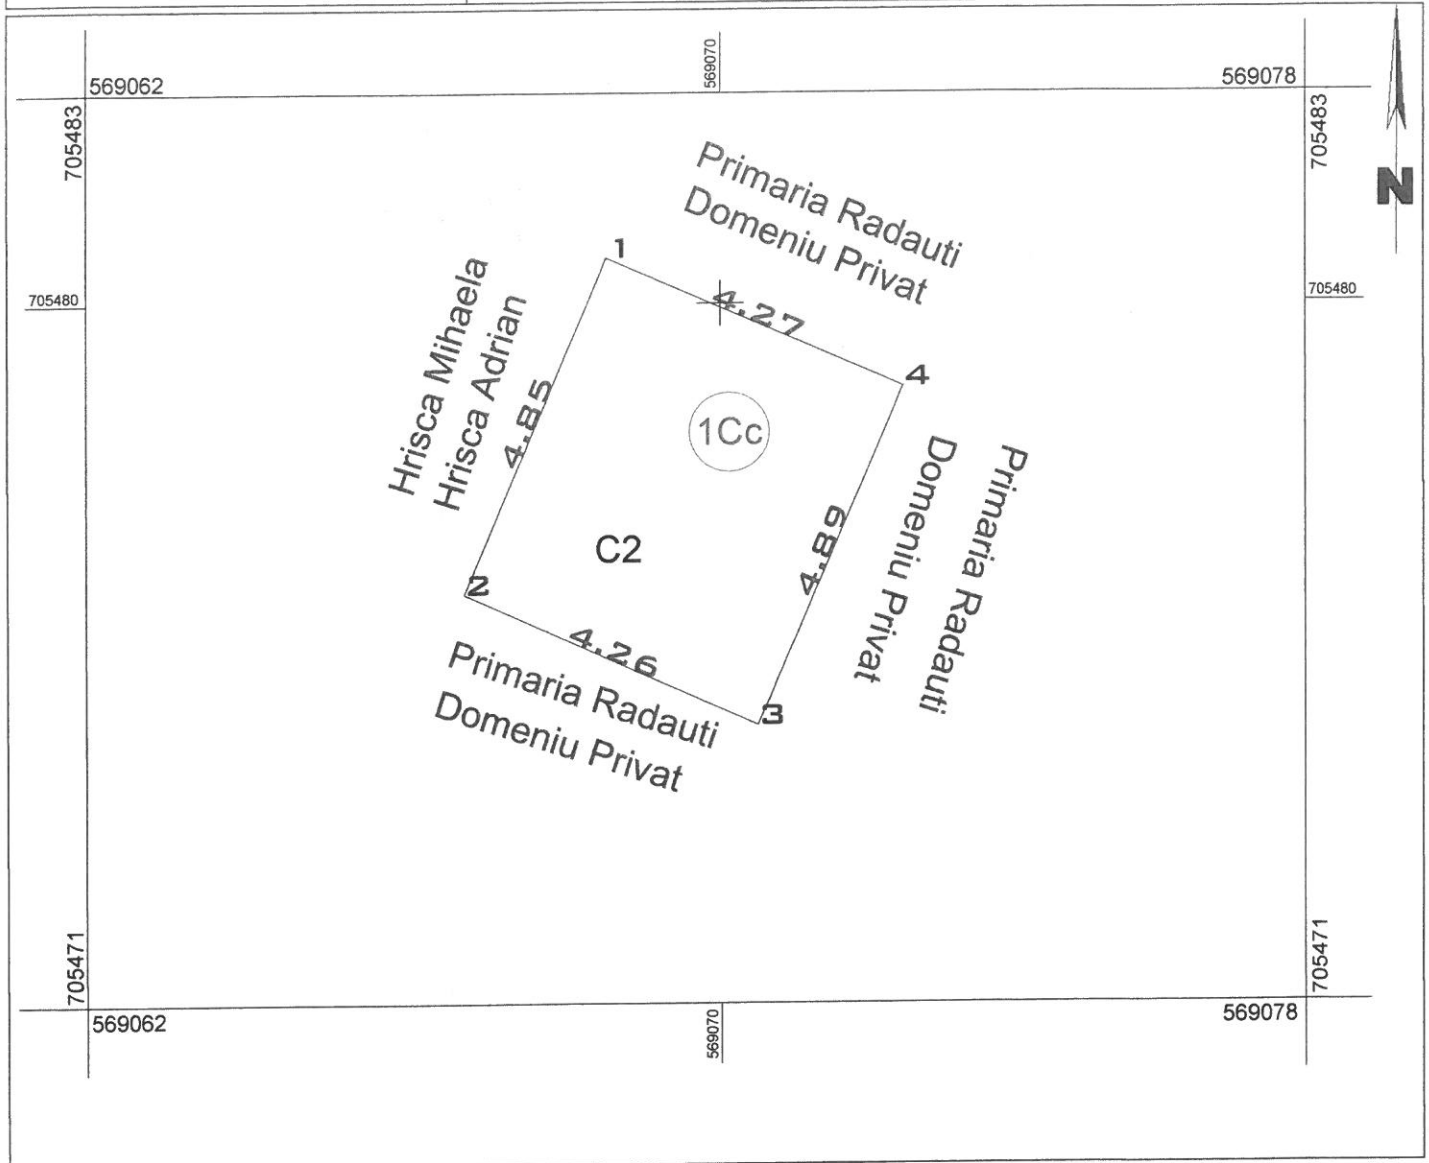 569062
569070
569078
705483
705483
N
Primaria Radauti
Domeniu Privat
1
4.27
4
705480
705480
Hrisca Mihaela
Hrisca Adrian
4.85
1Cc
C2
4.89
Domeniu Privat
Primaria Radauti
2
4.26
3
Primaria Radauti
Domeniu Privat
705471
705471
569062
569070
569078